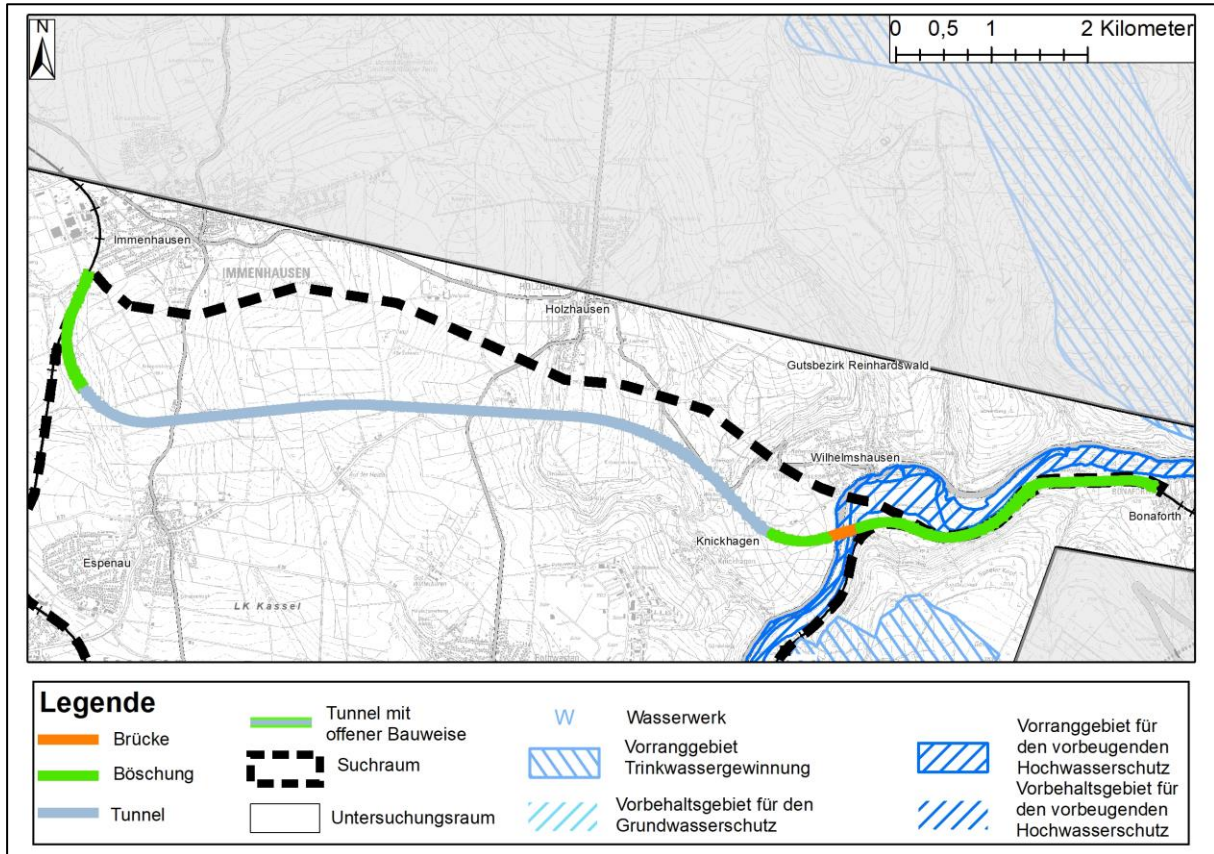 N
0 0,5 1 2 Kilometer
Immenhausen
IMMENHAUSEN
Holzhausen
Gutsbezirk Reinhardswald
Wilhelmshausen
Knickhagen
Bonaforth
Espenau
LK Kassel
Legende
Brücke
Böschung
Tunnel
Tunnel mit
offener Bauweise
Suchraum
Untersuchungsraum
W Wasserwerk
Vorranggebiet
Trinkwassergewinnung
Vorbehaltsgebiet für den
Grundwasserschutz
Vorranggebiet für
den vorbeugenden
Hochwasserschutz
Vorbehaltsgebiet für
den vorbeugenden
Hochwasserschutz